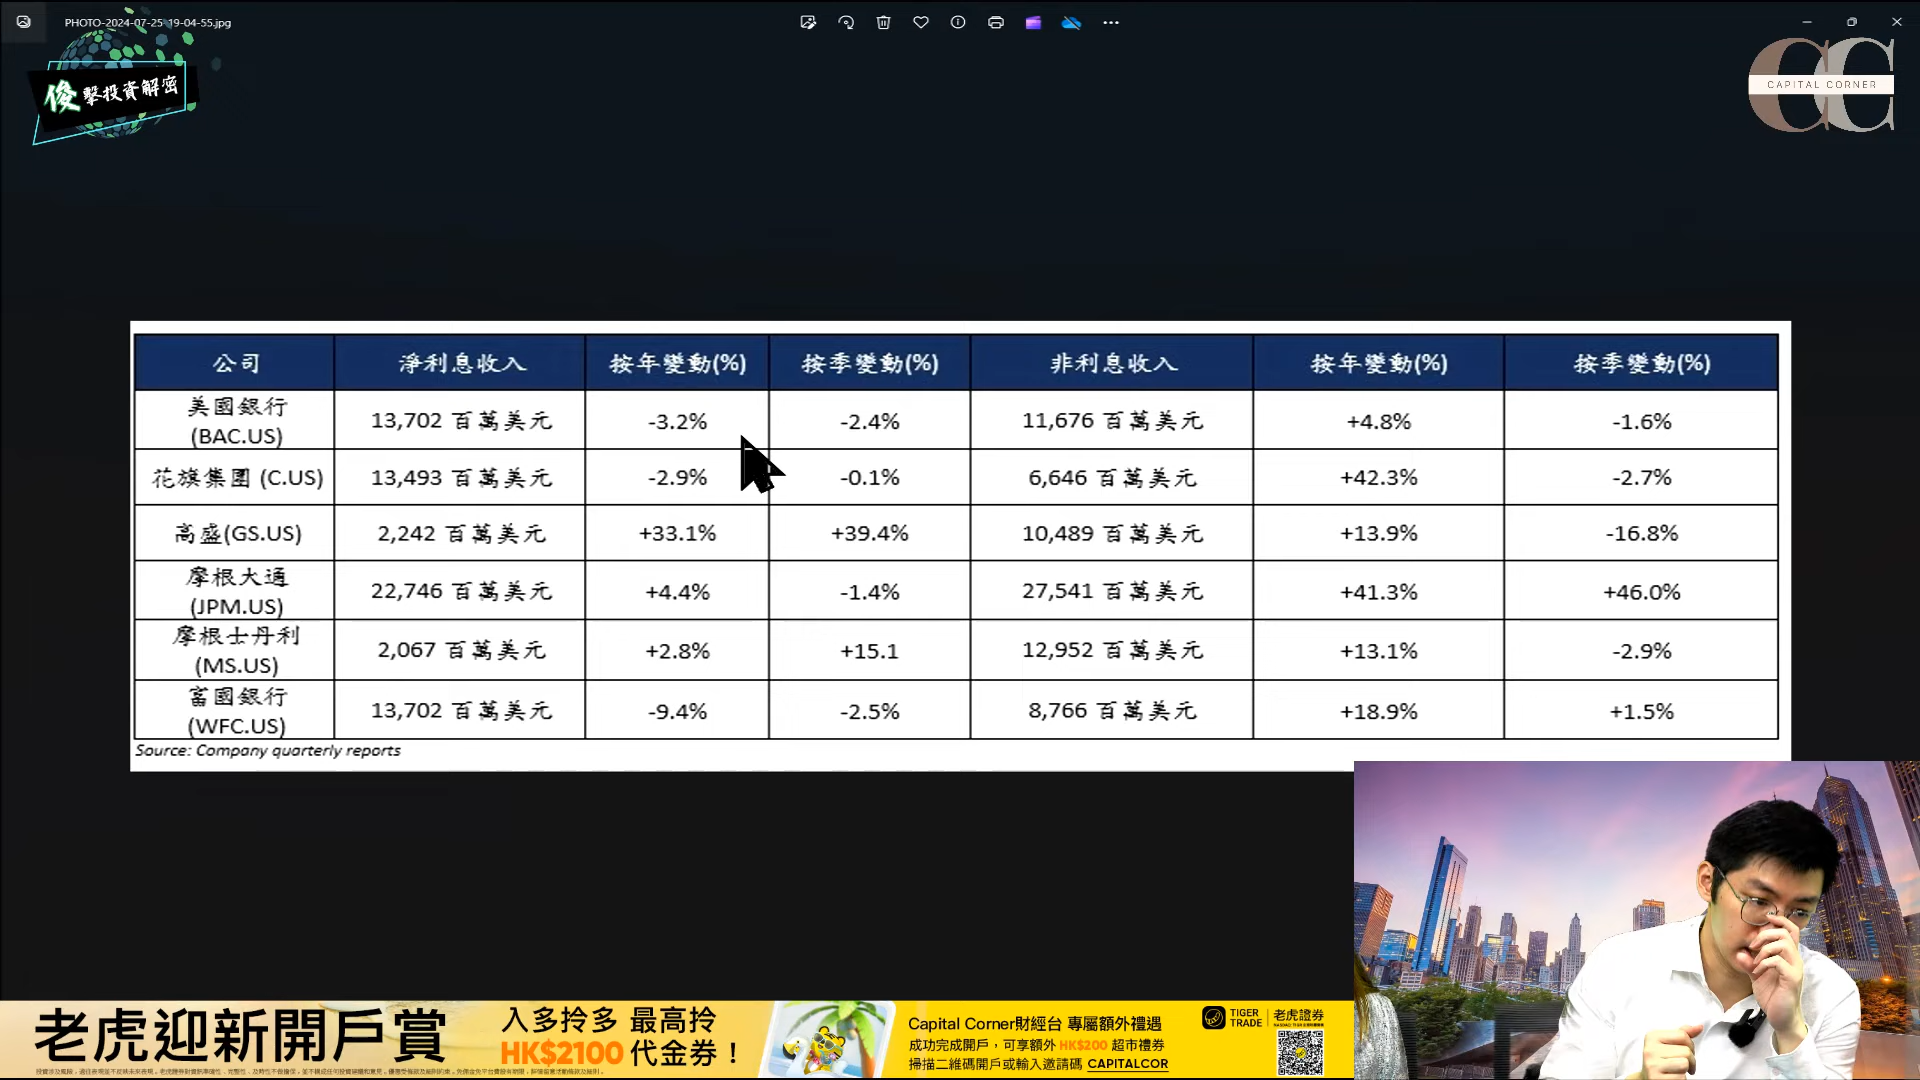 PHOTO-2024-07-25-19-04-55.jpg
俊擊投資解密
CAPITAL CORNER
公司 淨利息收入 按年變動(%) 按季變動(%) 非利息收入 按年變動(%) 按季變動(%)
美國銀行
(BAC.US) 13,702 百萬美元 -3.2% -2.4% 11,676 百萬美元 +4.8% -1.6%
花旗集團 (C.US) 13,493 百萬美元 -2.9% -0.1% 6,646 百萬美元 +42.3% -2.7%
高盛(GS.US) 2,242 百萬美元 +33.1% +39.4% 10,489 百萬美元 +13.9% -16.8%
摩根大通
(JPM.US) 22,746 百萬美元 +4.4% -1.4% 27,541 百萬美元 +41.3% +46.0%
摩根士丹利
(MS.US) 2,067 百萬美元 +2.8% +15.1 12,952 百萬美元 +13.1% -2.9%
富國銀行
(WFC.US) 13,702 百萬美元 -9.4% -2.5% 8,766 百萬美元 +18.9% +1.5%
Source: Company quarterly reports
老虎迎新開戶賞
入多拎多 最高拎
HK$2100 代金券！
Capital Corner財經台 專屬額外禮遇
成功完成開戶，可享額外 HK$200 超市禮券
掃描二維碼開戶或輸入邀請碼 CAPITALCOR
TIGER
TRADE
老虎證券